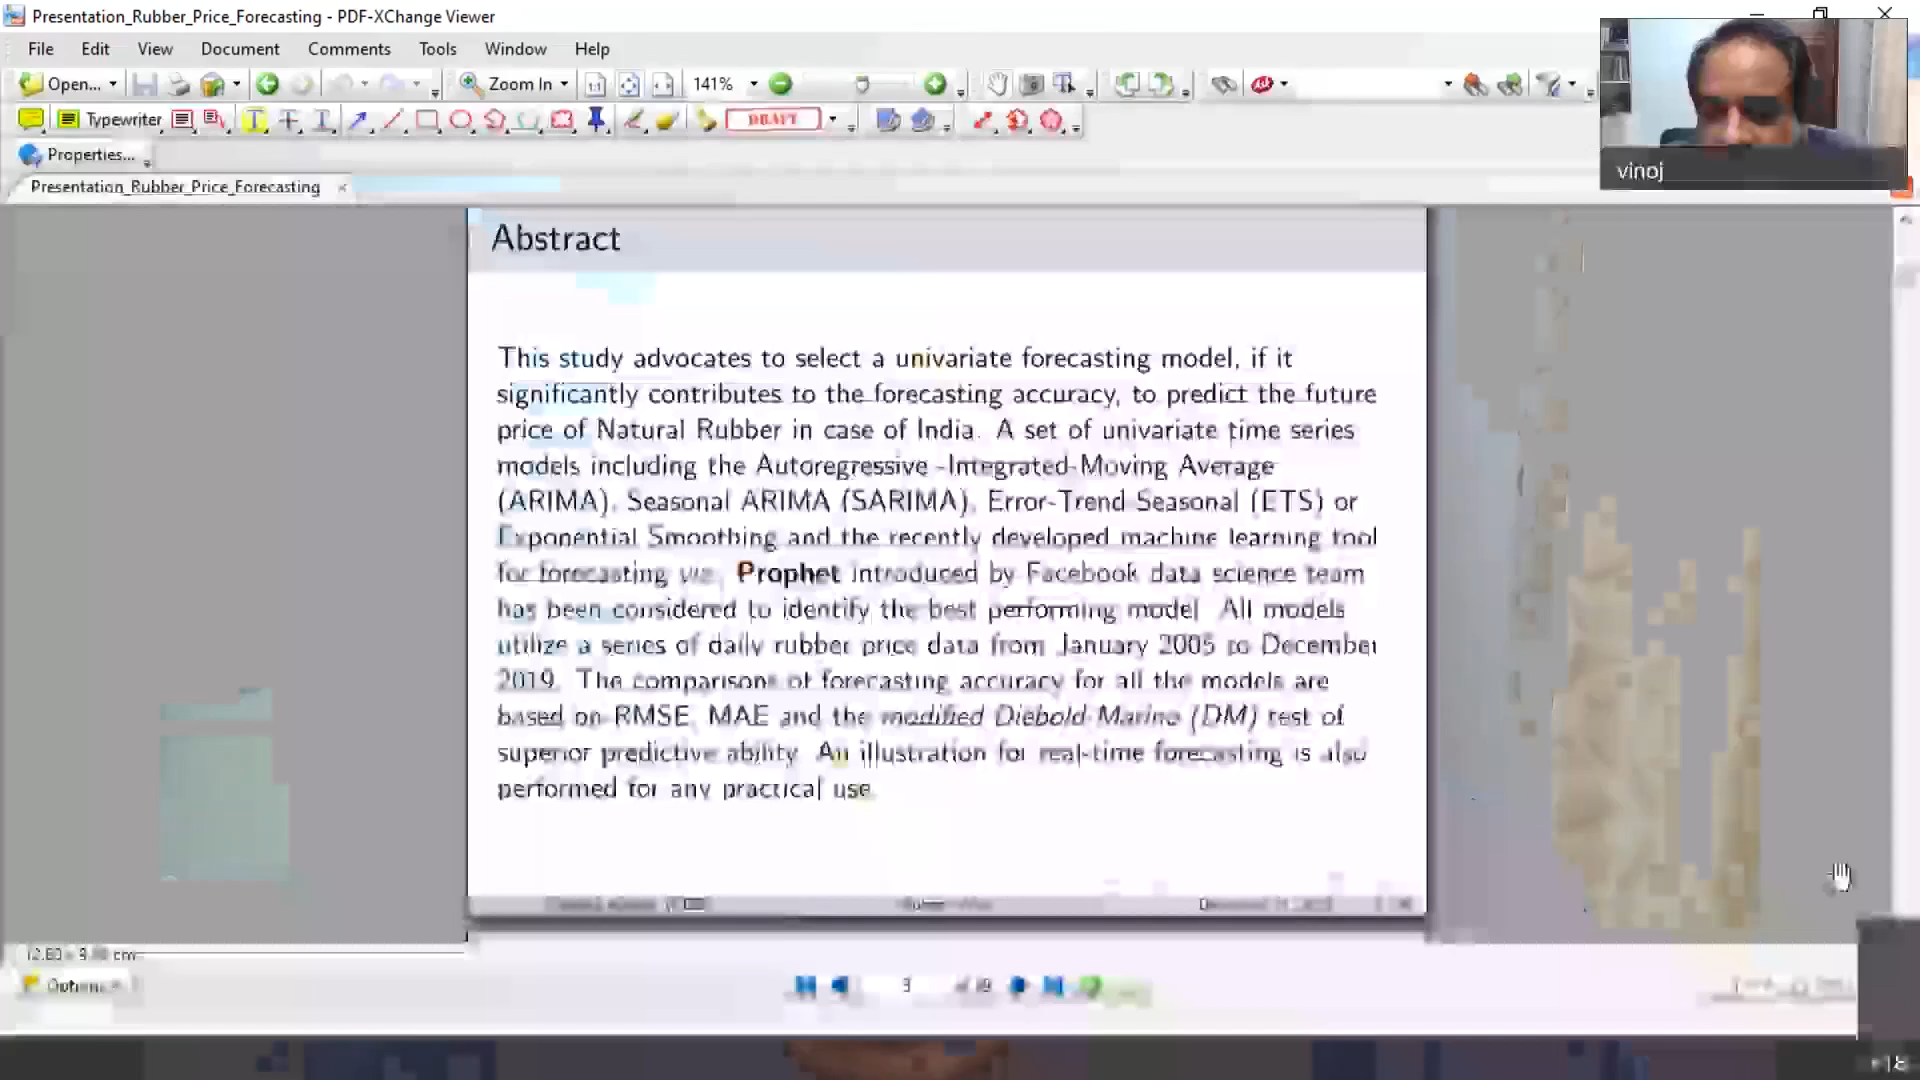 Presentation_Rubber_Price_Forecasting - PDF-XChange Viewer
File Edit View Document Comments Tools Window Help
Open... Zoom In 141%
Typewriter DRAFT
Properties...
vinoj
Presentation_Rubber_Price_Forecasting
Abstract
This study advocates to select a univariate forecasting model, if it
significantly contributes to the forecasting accuracy, to predict the future
price of Natural Rubber in case of India. A set of univariate time series
models including the Autoregressive -Integrated-Moving Average
(ARIMA), Seasonal ARIMA (SARIMA), Error-Trend-Seasonal (ETS) or
Exponential Smoothing and the recently developed machine learning tool
for forecasting viz. Prophet introduced by Facebook data science team
has been considered to identify the best performing model. All models
utilize a series of daily rubber price data from January 2005 to December
2019. The comparisons of forecasting accuracy for all the models are
based on RMSE, MAE and the modified Diebold-Marino (DM) test of
superior predictive ability. An illustration for real-time forecasting is also
performed for any practical use.
Options
3